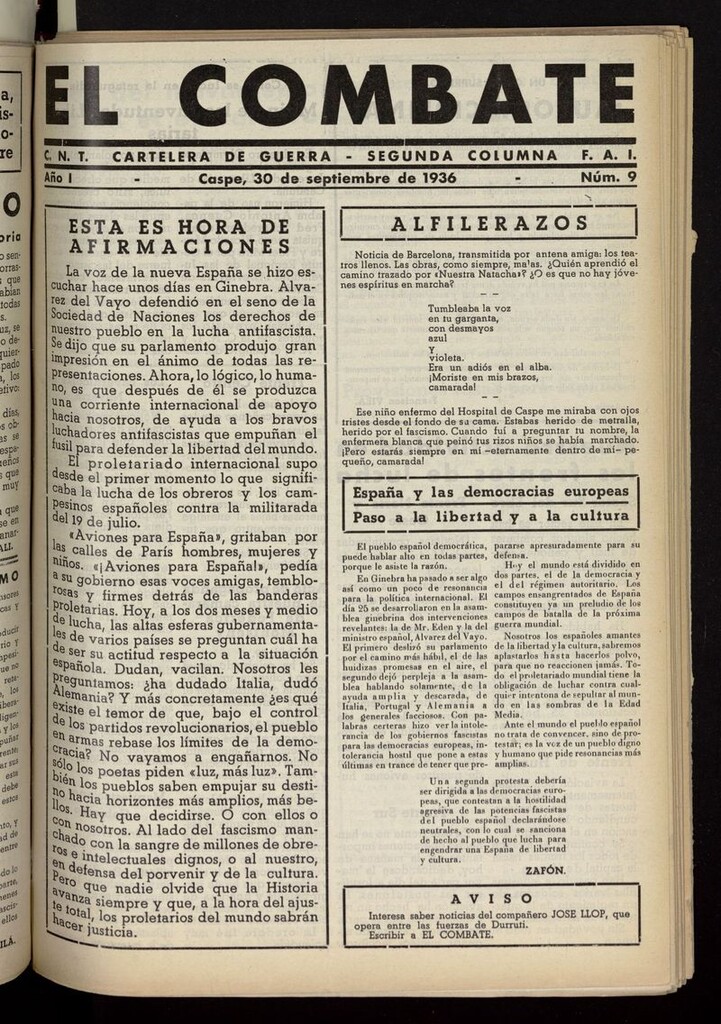 EL COMBATE
C. N. T. CARTELERA DE GUERRA - SEGUNDA COLUMNA F. A. I.
Año I - Caspe, 30 de septiembre de 1936 - Núm. 9
ESTA ES HORA DE
AFIRMACIONES
La voz de la nueva España se hizo es-
cuchar hace unos días en Ginebra. Alva-
rez del Vayo defendió en el seno de la
Sociedad de Naciones los derechos de
nuestro pueblo en la lucha antifascista.
Se dijo que su parlamento produjo gran
impresión en el ánimo de todas las re-
presentaciones. Ahora, lo lógico, lo huma-
no, es que después de él se produzca
una corriente internacional de apoyo
hacia nosotros, de ayuda a los bravos
luchadores antifascistas que empuñan el
fusil para defender la libertad del mundo.
El proletariado internacional supo
desde el primer momento lo que signifi-
caba la lucha de los obreros y los cam-
pesinos españoles contra la militarada
del 19 de julio.
«Aviones para España», gritaban por
las calles de París hombres, mujeres y
niños. «¡Aviones para España!», pedía
a su gobierno esas voces amigas, temblo-
rosas y firmes detrás de las banderas
proletarias. Hoy, a los dos meses y medio
de lucha, las altas esferas gubernamenta-
les de varios países se preguntan cuál ha
de ser su actitud respecto a la situación
española. Dudan, vacilan. Nosotros les
preguntamos: ¿ha dudado Italia, dudó
Alemania? Y más concretamente ¿es qué
existe el temor de que, bajo el control
de los partidos revolucionarios, el pueblo
en armas rebase los límites de la demo-
cracia? No vayamos a engañarnos. No
sólo los poetas piden «luz, más luz». Tam-
bién los pueblos saben empujar su desti-
no hacia horizontes más amplios, más be-
llos. Hay que decidirse. O con ellos o
con nosotros. Al lado del fascismo man-
chado con la sangre de millones de obre-
ros e intelectuales dignos, o al nuestro,
en defensa del porvenir y de la cultura.
Pero que nadie olvide que la Historia
avanza siempre y que, a la hora del ajus-
te total, los proletarios del mundo sabrán
hacer justicia.
ALFILERAZOS
Noticia de Barcelona, transmitida por antena amiga: los tea-
tros llenos. Las obras, como siempre, ma'as. ¿Quién aprendió el
camino trazado por «Nuestra Natacha»? ¿O es que no hay jóve-
nes espíritus en marcha?
— —
Tumbleaba la voz
en tu garganta,
con desmayos
azul
y
violeta.
Era un adiós en el alba.
¡Moriste en mis brazos,
camarada!
— —
Ese niño enfermo del Hospital de Caspe me miraba con ojos
tristes desde el fondo de su cama. Estabas herido de metralla,
herido por el fascismo. Cuando fuí a preguntar tu nombre, la
enfermera blanca que peinó tus rizos niños se había marchado.
¡Pero estarás siempre en mí -eternamente dentro de mí- pe-
queño, camarada!
España y las democracias europeas
Paso a la libertad y a la cultura
El pueblo español democrática,
puede hablar alto en todas partes,
porque le asiste la razón.
En Ginebra ha pasado a ser algo
así como un poco de resonancia
para la política internacional. El
día 25 se desarrollaron en la asam-
blea ginebrina dos intervenciones
revelantes: la de Mr. Eden y la del
ministro español, Alvarez del Vayo.
El primero deslizó su parlamento
por el camino más hábil, el de las
huidizas promesas en el aire, el
segundo dejó perpleja a la asam-
blea hablando solamente, de la
ayuda amplia y descarada, de
Italia, Portugal y Alemania a
los generales facciosos. Con pa-
labras certeras hizo ver la intole-
rancia de los gobiernos fascistas
para las democracias europeas, in-
tolerancia hostil que pone a estas
últimas en trance de tener que pre-
pararse apresuradamente para su
defensa.
Hoy el mundo está dividido en
dos partes, el de la democracia y
el del régimen autoritario. Los
campos ensangrentados de España
constituyen ya un preludio de los
campos de batalla de la próxima
guerra mundial.
Nosotros los españoles amantes
de la libertad y la cultura, sabremos
aplastarlos hasta hacerlos polvo,
para que no reaccionen jamás. To-
do el proletariado mundial tiene la
obligación de luchar contra cual-
quier intentona de sepultar al mundo
en las sombras de la Edad
Media.
Ante el mundo el pueblo español
no trata de convencer, sino de pro-
testar; es la voz de un pueblo digno
y humano que pide resonancias más
amplias.
Una segunda protesta debería
ser dirigida a las democracias euro-
peas, que contestan a la hostilidad
agresiva de las potencias fascistas
del pueblo español declarándose
neutrales, con lo cual se sanciona
de hecho al pueblo que lucha para
engendrar una España de libertad
y cultura.
ZAFÓN.
AVISO
Interesa saber noticias del compañero JOSE LLOP, que
opera entre las fuerzas de Durruti.
Escribir a EL COMBATE.